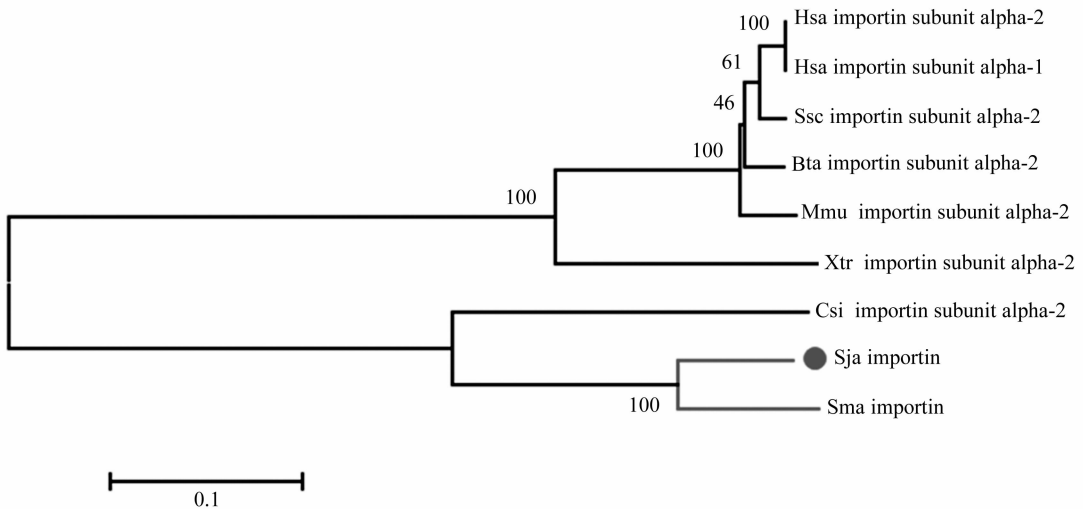 100
Hsa importin subunit alpha-2
61
Hsa importin subunit alpha-1
46
Ssc importin subunit alpha-2
100
Bta importin subunit alpha-2
100
Mmu importin subunit alpha-2
Xtr importin subunit alpha-2
Csi importin subunit alpha-2
Sja importin
100
Sma importin
0.1